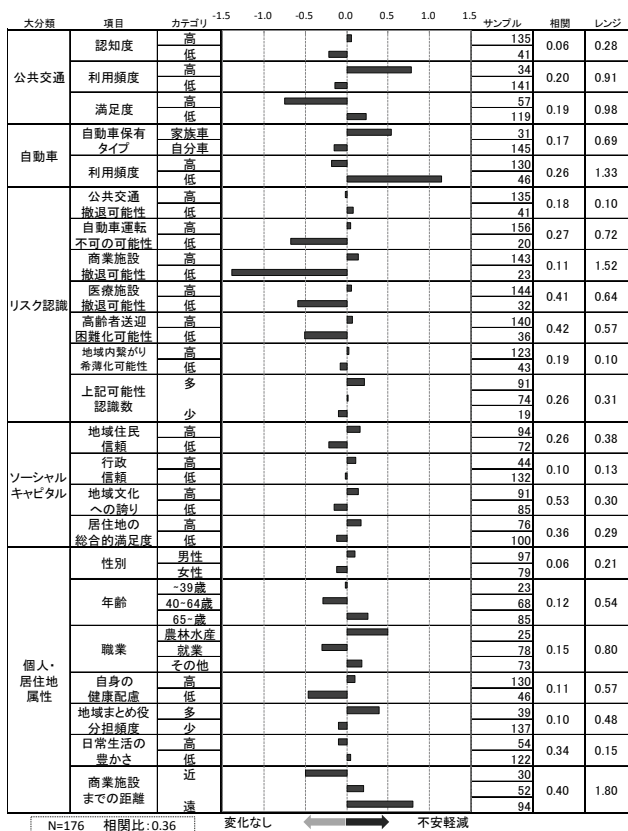 大分類 項目 カテゴリ -1.5 -1.0 -0.5 0.0 0.5 1.0 1.5 サンプル 相関 レンジ
公共交通
認知度 高 135 0.06 0.28
低 41
利用頻度 高 34 0.20 0.91
低 141
満足度 高 57 0.19 0.98
低 119
自動車
自動車保有 家族車 31 0.17 0.69
タイプ 自分車 145
利用頻度 高 130 0.26 1.33
低 46
リスク認識
公共交通 高 135 0.18 0.10
撤退可能性 低 41
自動車運転 高 156 0.27 0.72
不可の可能性 低 20
商業施設 高 143 0.11 1.52
撤退可能性 低 23
医療施設 高 144 0.41 0.64
撤退可能性 低 32
高齢者送迎 高 140 0.42 0.57
困難化可能性 低 36
地域内繋がり 高 123 0.19 0.10
希薄化可能性 低 43
上記可能性 多 91 0.26 0.31
認識数 74
少 19
ソーシャル
キャピタル
地域住民 高 94 0.26 0.38
信頼 低 72
行政 高 44 0.10 0.13
信頼 低 132
地域文化 高 91 0.53 0.30
への誇り 低 85
居住地の 高 76 0.36 0.29
総合的満足度 低 100
個人・
居住地
属性
性別 男性 97 0.06 0.21
女性 79
年齢 ~39歳 23 0.12 0.54
40~64歳 68
65~歳 85
職業 農林水産 25 0.15 0.80
就業 78
その他 73
自身の 高 130 0.11 0.57
健康配慮 低 46
地域まとめ役 多 39 0.10 0.48
分担頻度 少 137
日常生活の 高 54 0.34 0.15
豊かさ 低 122
商業施設 近 30 0.40 1.80
までの距離 52
遠 94
N=176 相関比:0.36 変化なし 不安軽減